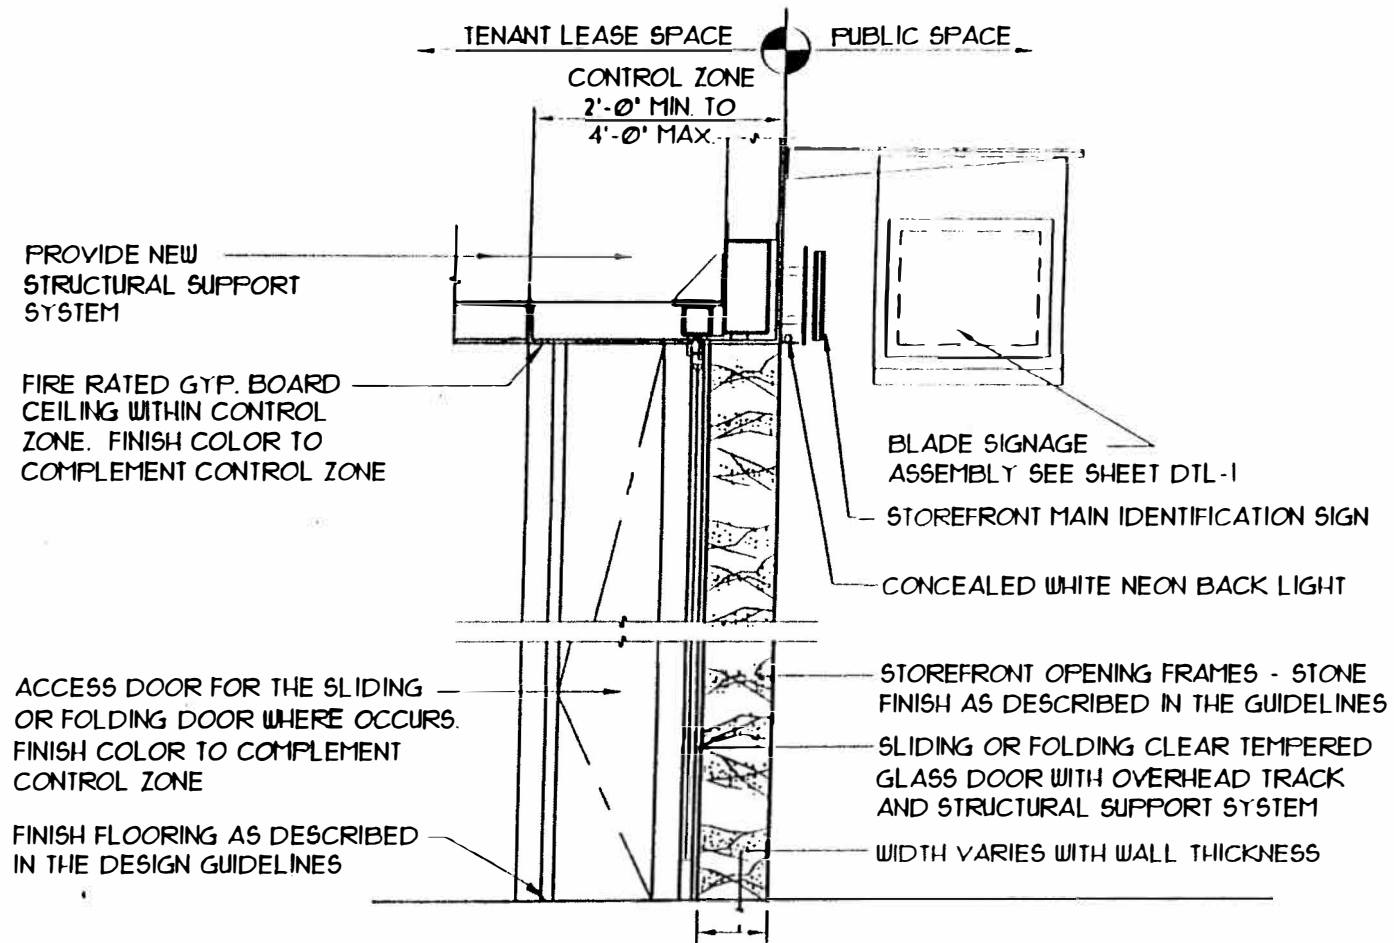 TENANT LEASE SPACE
PUBLIC SPACE
CONTROL ZONE
2'-0' MIN. TO
4'-0' MAX.
PROVIDE NEW
STRUCTURAL SUPPORT
SYSTEM
FIRE RATED GYP. BOARD
CEILING WITHIN CONTROL
ZONE. FINISH COLOR TO
COMPLEMENT CONTROL ZONE
BLADE SIGNAGE
ASSEMBLY SEE SHEET DTL-1
STOREFRONT MAIN IDENTIFICATION SIGN
CONCEALED WHITE NEON BACK LIGHT
ACCESS DOOR FOR THE SLIDING
OR FOLDING DOOR WHERE OCCURS.
FINISH COLOR TO COMPLEMENT
CONTROL ZONE
STOREFRONT OPENING FRAMES - STONE
FINISH AS DESCRIBED IN THE GUIDELINES
SLIDING OR FOLDING CLEAR TEMPERED
GLASS DOOR WITH OVERHEAD TRACK
AND STRUCTURAL SUPPORT SYSTEM
FINISH FLOORING AS DESCRIBED
IN THE DESIGN GUIDELINES
WIDTH VARIES WITH WALL THICKNESS